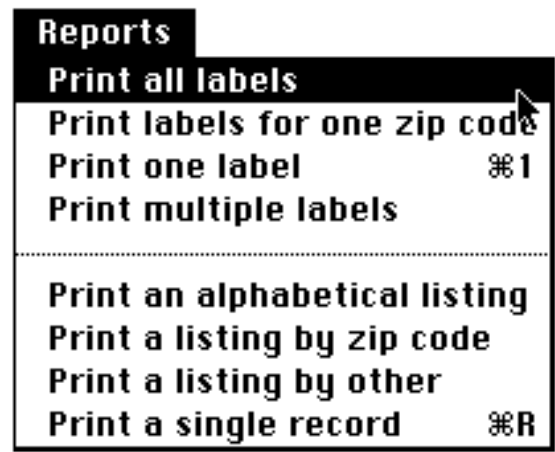 Reports
Print all labels
Print labels for one zip code
Print one label ⌘1
Print multiple labels
Print an alphabetical listing
Print a listing by zip code
Print a listing by other
Print a single record ⌘R